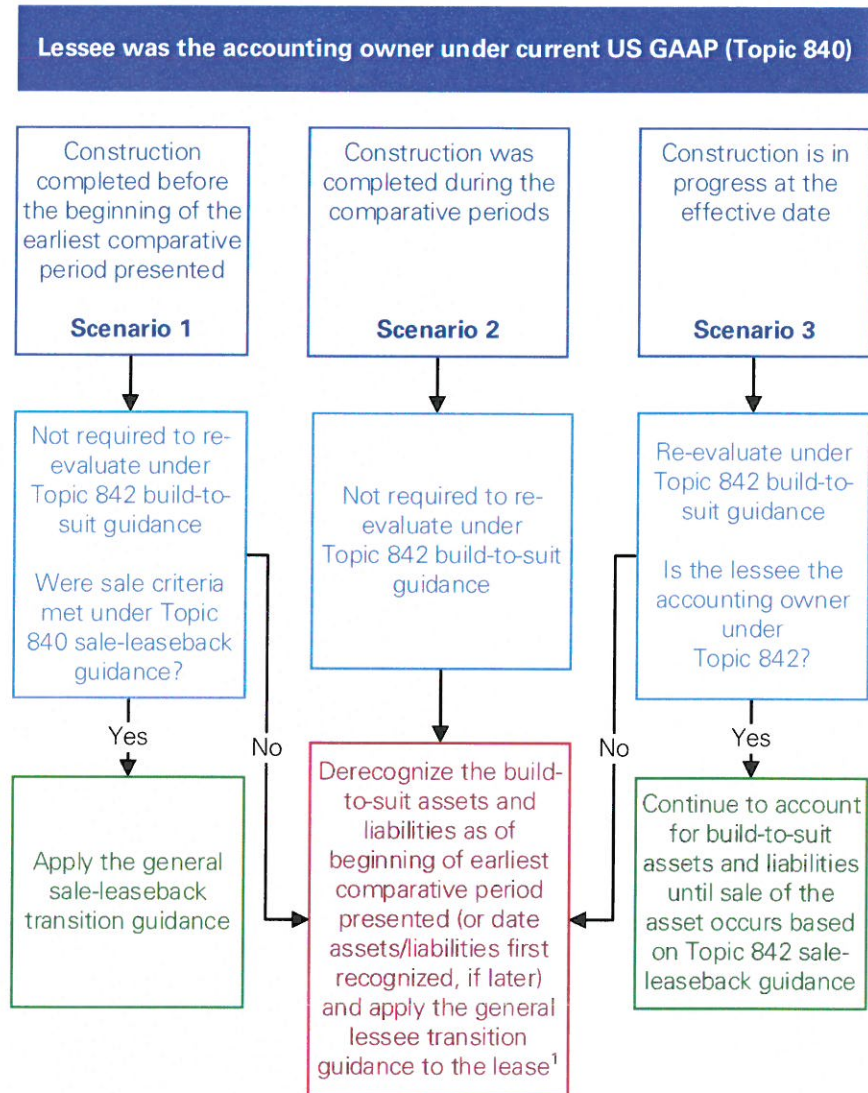 Lessee was the accounting owner under current US GAAP (Topic 840)
Construction
completed before
the beginning of the
earliest comparative
period presented
Scenario 1
Construction was
completed during the
comparative periods
Scenario 2
Construction is in
progress at the
effective date
Scenario 3
Not required to re-
evaluate under
Topic 842 build-to-
suit guidance
Were sale criteria
met under Topic
840 sale-leaseback
guidance?
Not required to re-
evaluate under
Topic 842 build-to-suit
guidance
Re-evaluate under
Topic 842 build-to-
suit guidance
Is the lessee the
accounting owner
under
Topic 842?
Yes
No
No
Yes
Apply the general
sale-leaseback
transition guidance
Derecognize the build-
to-suit assets and
liabilities as of
beginning of earliest
comparative period
presented (or date
assets/liabilities first
recognized, if later)
and apply the general
lessee transition
guidance to the lease¹
Continue to account
for build-to-suit
assets and liabilities
until sale of the
asset occurs based
on Topic 842 sale-
leaseback guidance